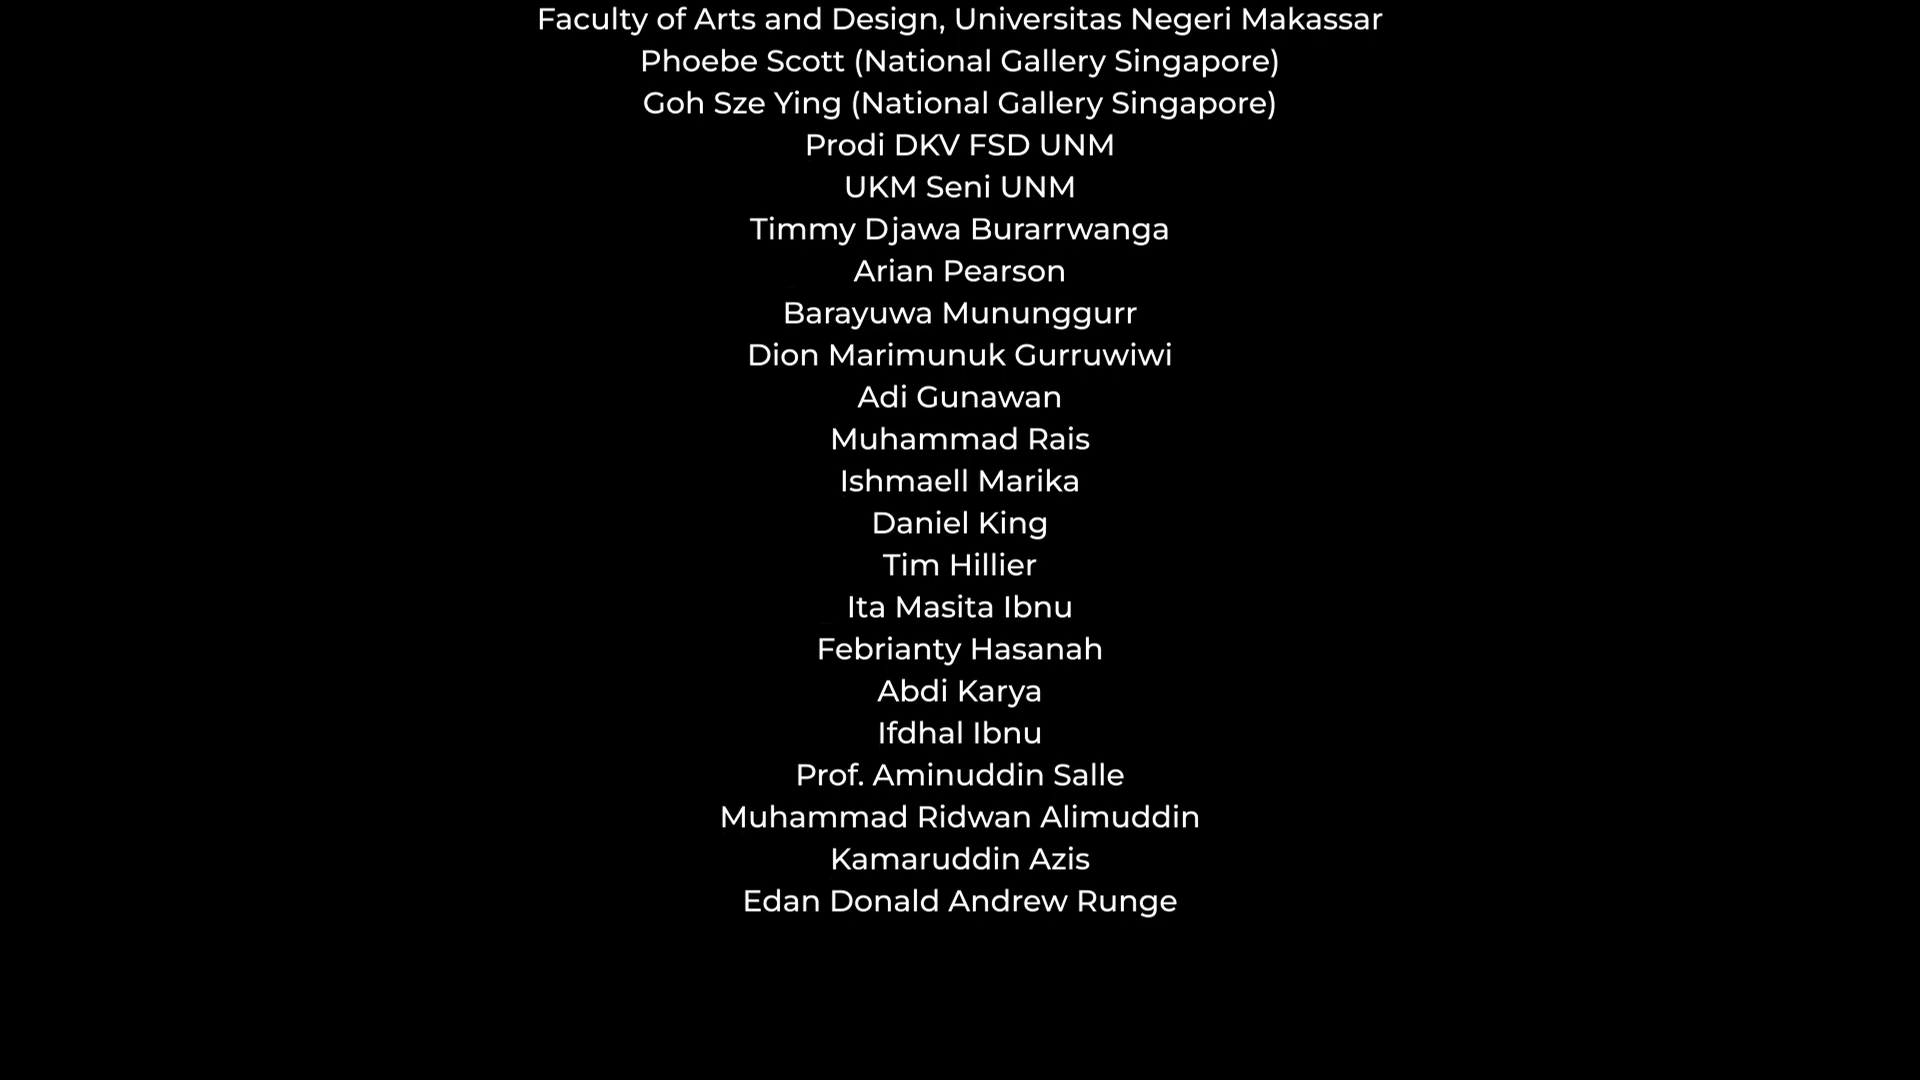 Faculty of Arts and Design, Universitas Negeri Makassar
Phoebe Scott (National Gallery Singapore)
Goh Sze Ying (National Gallery Singapore)
Prodi DKV FSD UNM
UKM Seni UNM
Timmy Djawa Burarrwanga
Arian Pearson
Barayuwa Mununggurr
Dion Marimunuk Gurruwiwi
Adi Gunawan
Muhammad Rais
Ishmaell Marika
Daniel King
Tim Hillier
Ita Masita Ibnu
Febrianty Hasanah
Abdi Karya
Ifdhal Ibnu
Prof. Aminuddin Salle
Muhammad Ridwan Alimuddin
Kamaruddin Azis
Edan Donald Andrew Runge